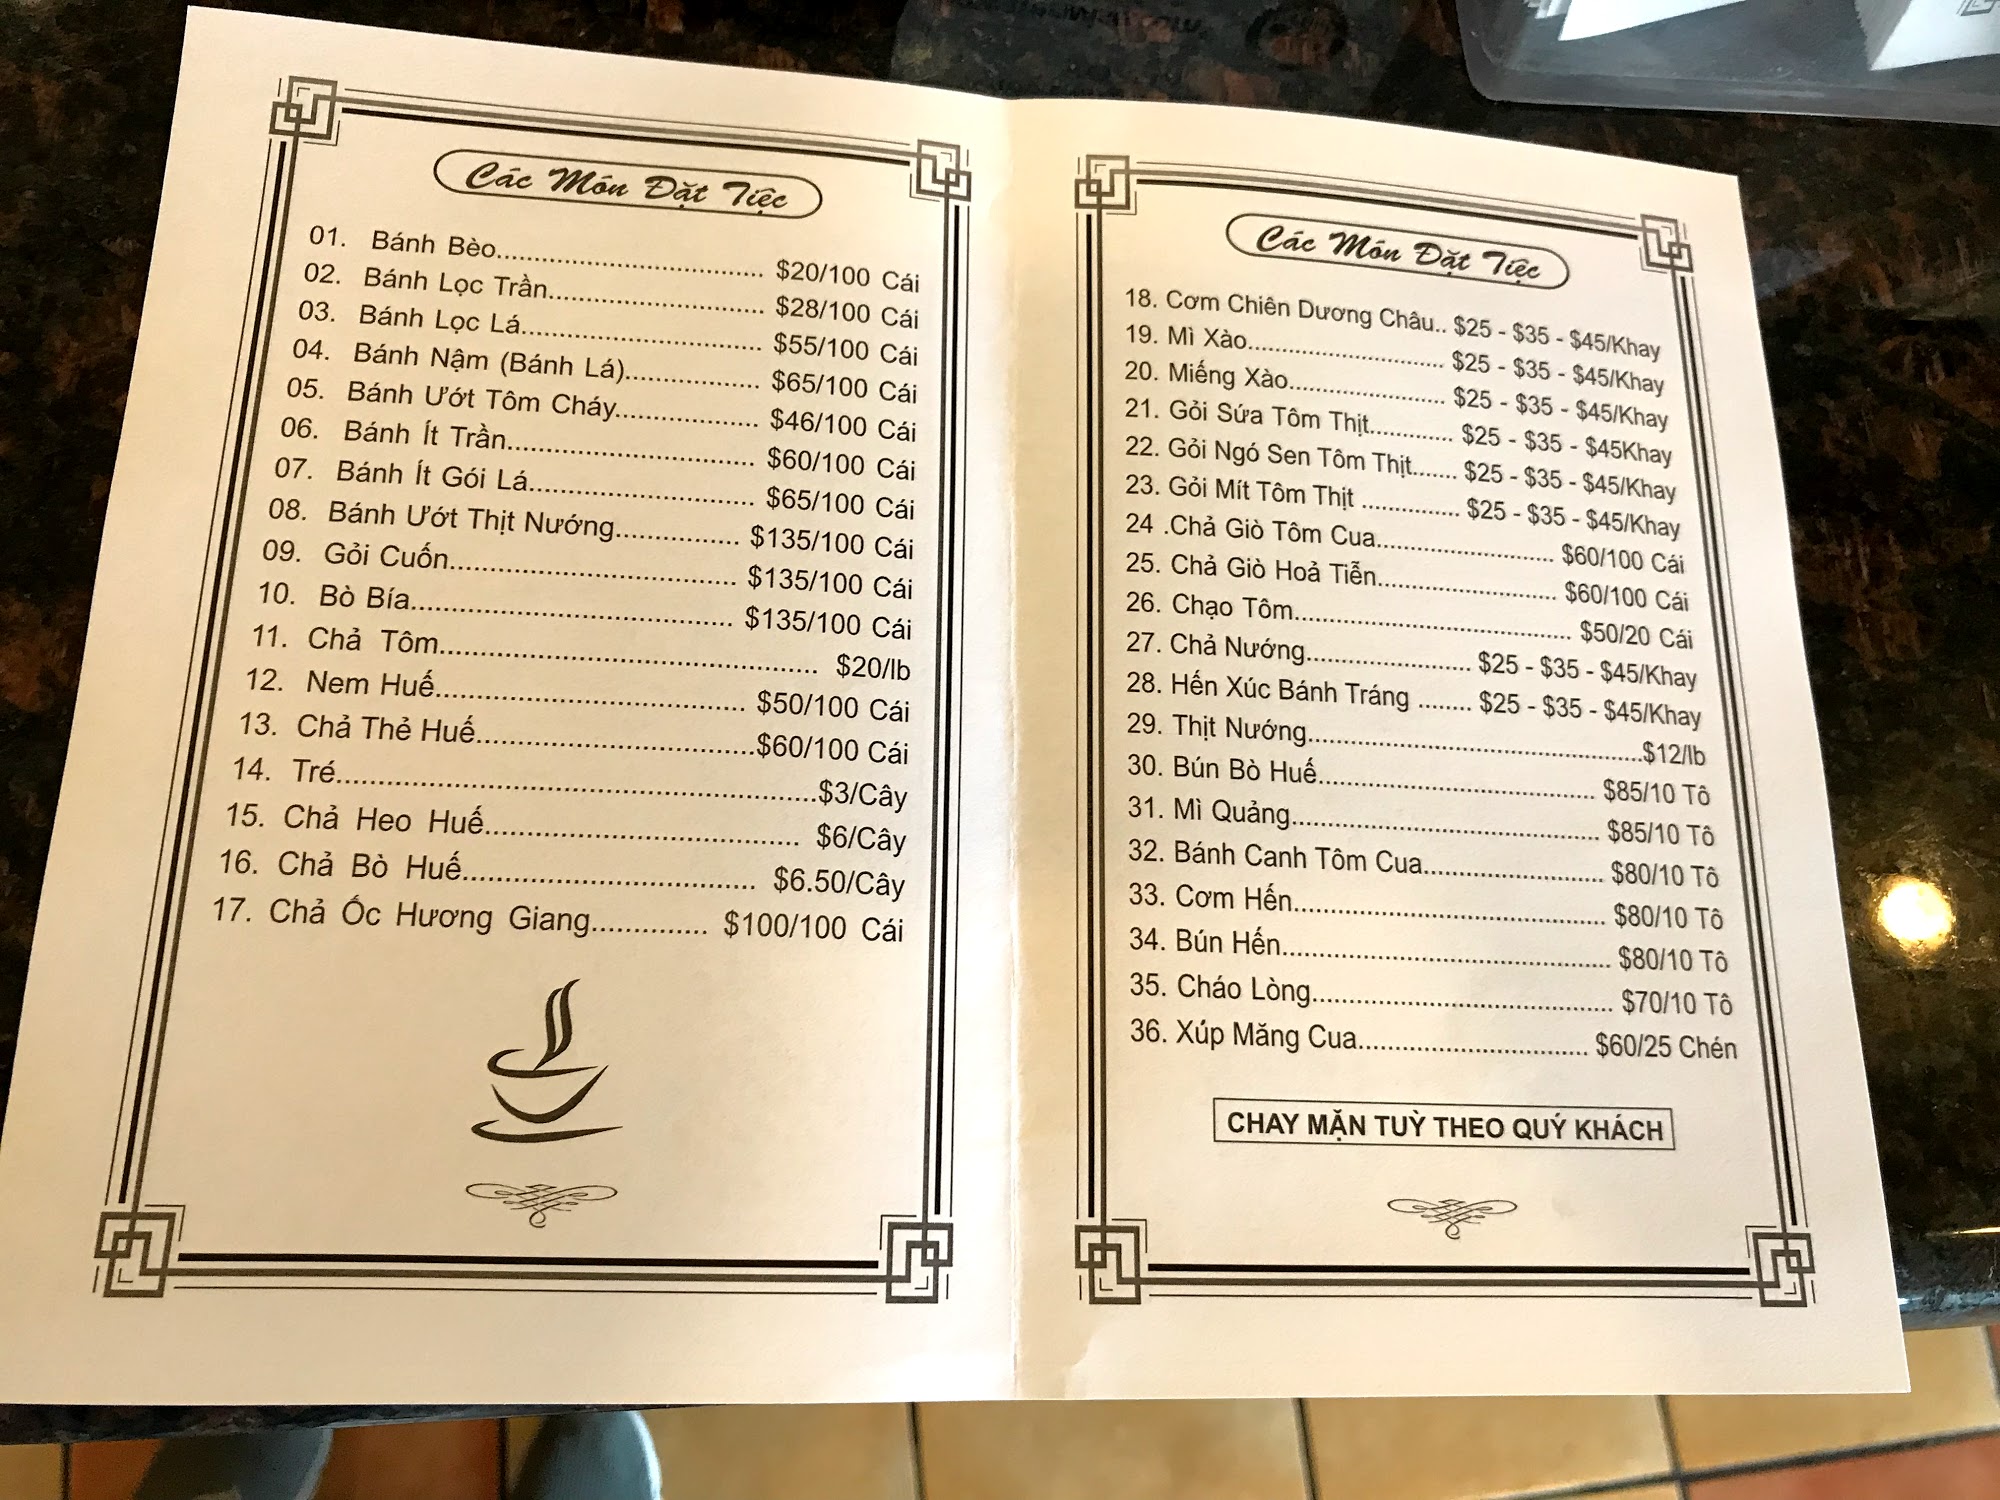 Các Món Đặt Tiệc
01. Bánh Bèo................................... $20/100 Cái
02. Bánh Lọc Trần............................ $28/100 Cái
03. Bánh Lọc Lá................................ $55/100 Cái
04. Bánh Nậm (Bánh Lá).................. $65/100 Cái
05. Bánh Ướt Tôm Cháy................... $46/100 Cái
06. Bánh Ít Trần................................. $60/100 Cái
07. Bánh Ít Gói Lá.............................. $65/100 Cái
08. Bánh Ướt Thịt Nướng................ $135/100 Cái
09. Gỏi Cuốn..................................... $135/100 Cái
10. Bò Bía.......................................... $135/100 Cái
11. Chả Tôm................................................ $20/lb
12. Nem Huế....................................... $50/100 Cái
13. Chả Thẻ Huế...................................$60/100 Cái
14. Tré............................................................$3/Cây
15. Chả Heo Huế....................................... $6/Cây
16. Chả Bò Huế.................................... $6.50/Cây
17. Chả Ốc Hương Giang.............. $100/100 Cái
Các Món Đặt Tiệc
18. Cơm Chiên Dương Châu.. $25 - $35 - $45/Khay
19. Mì Xào.......................... $25 - $35 - $45/Khay
20. Miếng Xào..................... $25 - $35 - $45/Khay
21. Gỏi Sứa Tôm Thịt............ $25 - $35 - $45Khay
22. Gỏi Ngó Sen Tôm Thịt....... $25 - $35 - $45/Khay
23. Gỏi Mít Tôm Thịt ............. $25 - $35 - $45/Khay
24 .Chả Giò Tôm Cua........................ $60/100 Cái
25. Chả Giò Hoả Tiễn........................ $60/100 Cái
26. Chạo Tôm..................................... $50/20 Cái
27. Chả Nướng...................... $25 - $35 - $45/Khay
28. Hến Xúc Bánh Tráng ........ $25 - $35 - $45/Khay
29. Thịt Nướng.............................................$12/lb
30. Bún Bò Huế..................................... $85/10 Tô
31. Mì Quảng......................................... $85/10 Tô
32. Bánh Canh Tôm Cua........................ $80/10 Tô
33. Cơm Hến.......................................... $80/10 Tô
34. Bún Hến............................................ $80/10 Tô
35. Cháo Lòng........................................ $70/10 Tô
36. Xúp Măng Cua............................... $60/25 Chén
CHAY MẶN TUỲ THEO QUÝ KHÁCH